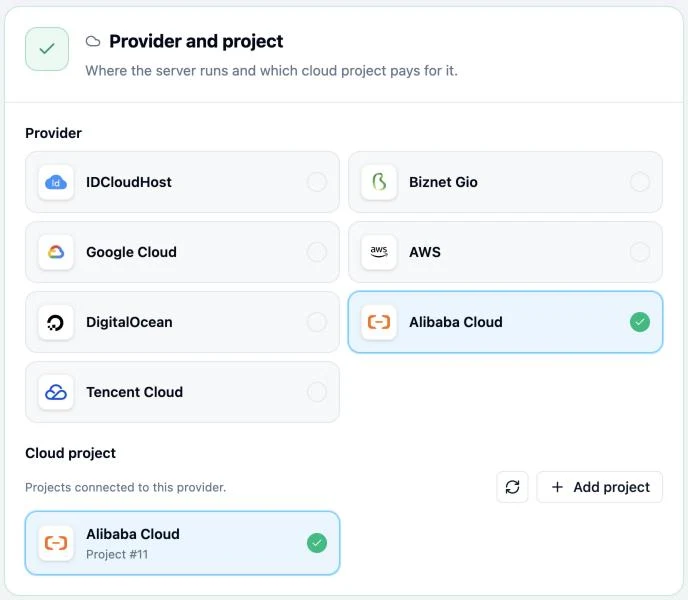 Provider and project
Where the server runs and which cloud project pays for it.
Provider
Id IDCloudHost
Biznet Gio
Google Cloud
aws AWS
DigitalOcean
Alibaba Cloud
Tencent Cloud
Cloud project
Projects connected to this provider.
+ Add project
Alibaba Cloud
Project #11